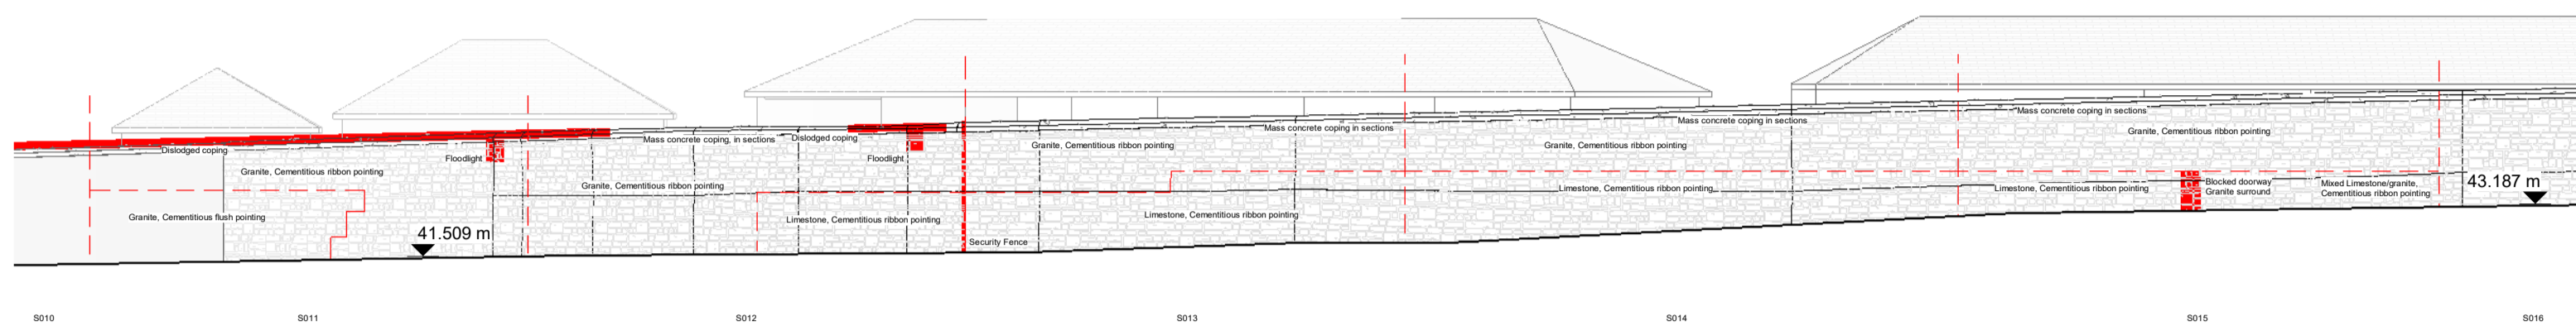 Dislodged coping
Granite, Cementitious ribbon pointing
Granite, Cementitious flush pointing
41.509 m
Floodlight
Granite, Cementitious ribbon pointing
Mass concrete coping, in sections
Dislodged coping
Floodlight
Limestone, Cementitious ribbon pointing
Security Fence
Granite, Cementitious ribbon pointing
Mass concrete coping in sections
Limestone, Cementitious ribbon pointing
Granite, Cementitious ribbon pointing
Mass concrete coping in sections
Limestone, Cementitious ribbon pointing
Mass concrete coping in sections
Granite, Cementitious ribbon pointing
Limestone, Cementitious ribbon pointing
Blocked doorway
Granite surround
Mixed Limestone/granite,
Cementitious ribbon pointing
43.187 m
S010
S011
S012
S013
S014
S015
S016